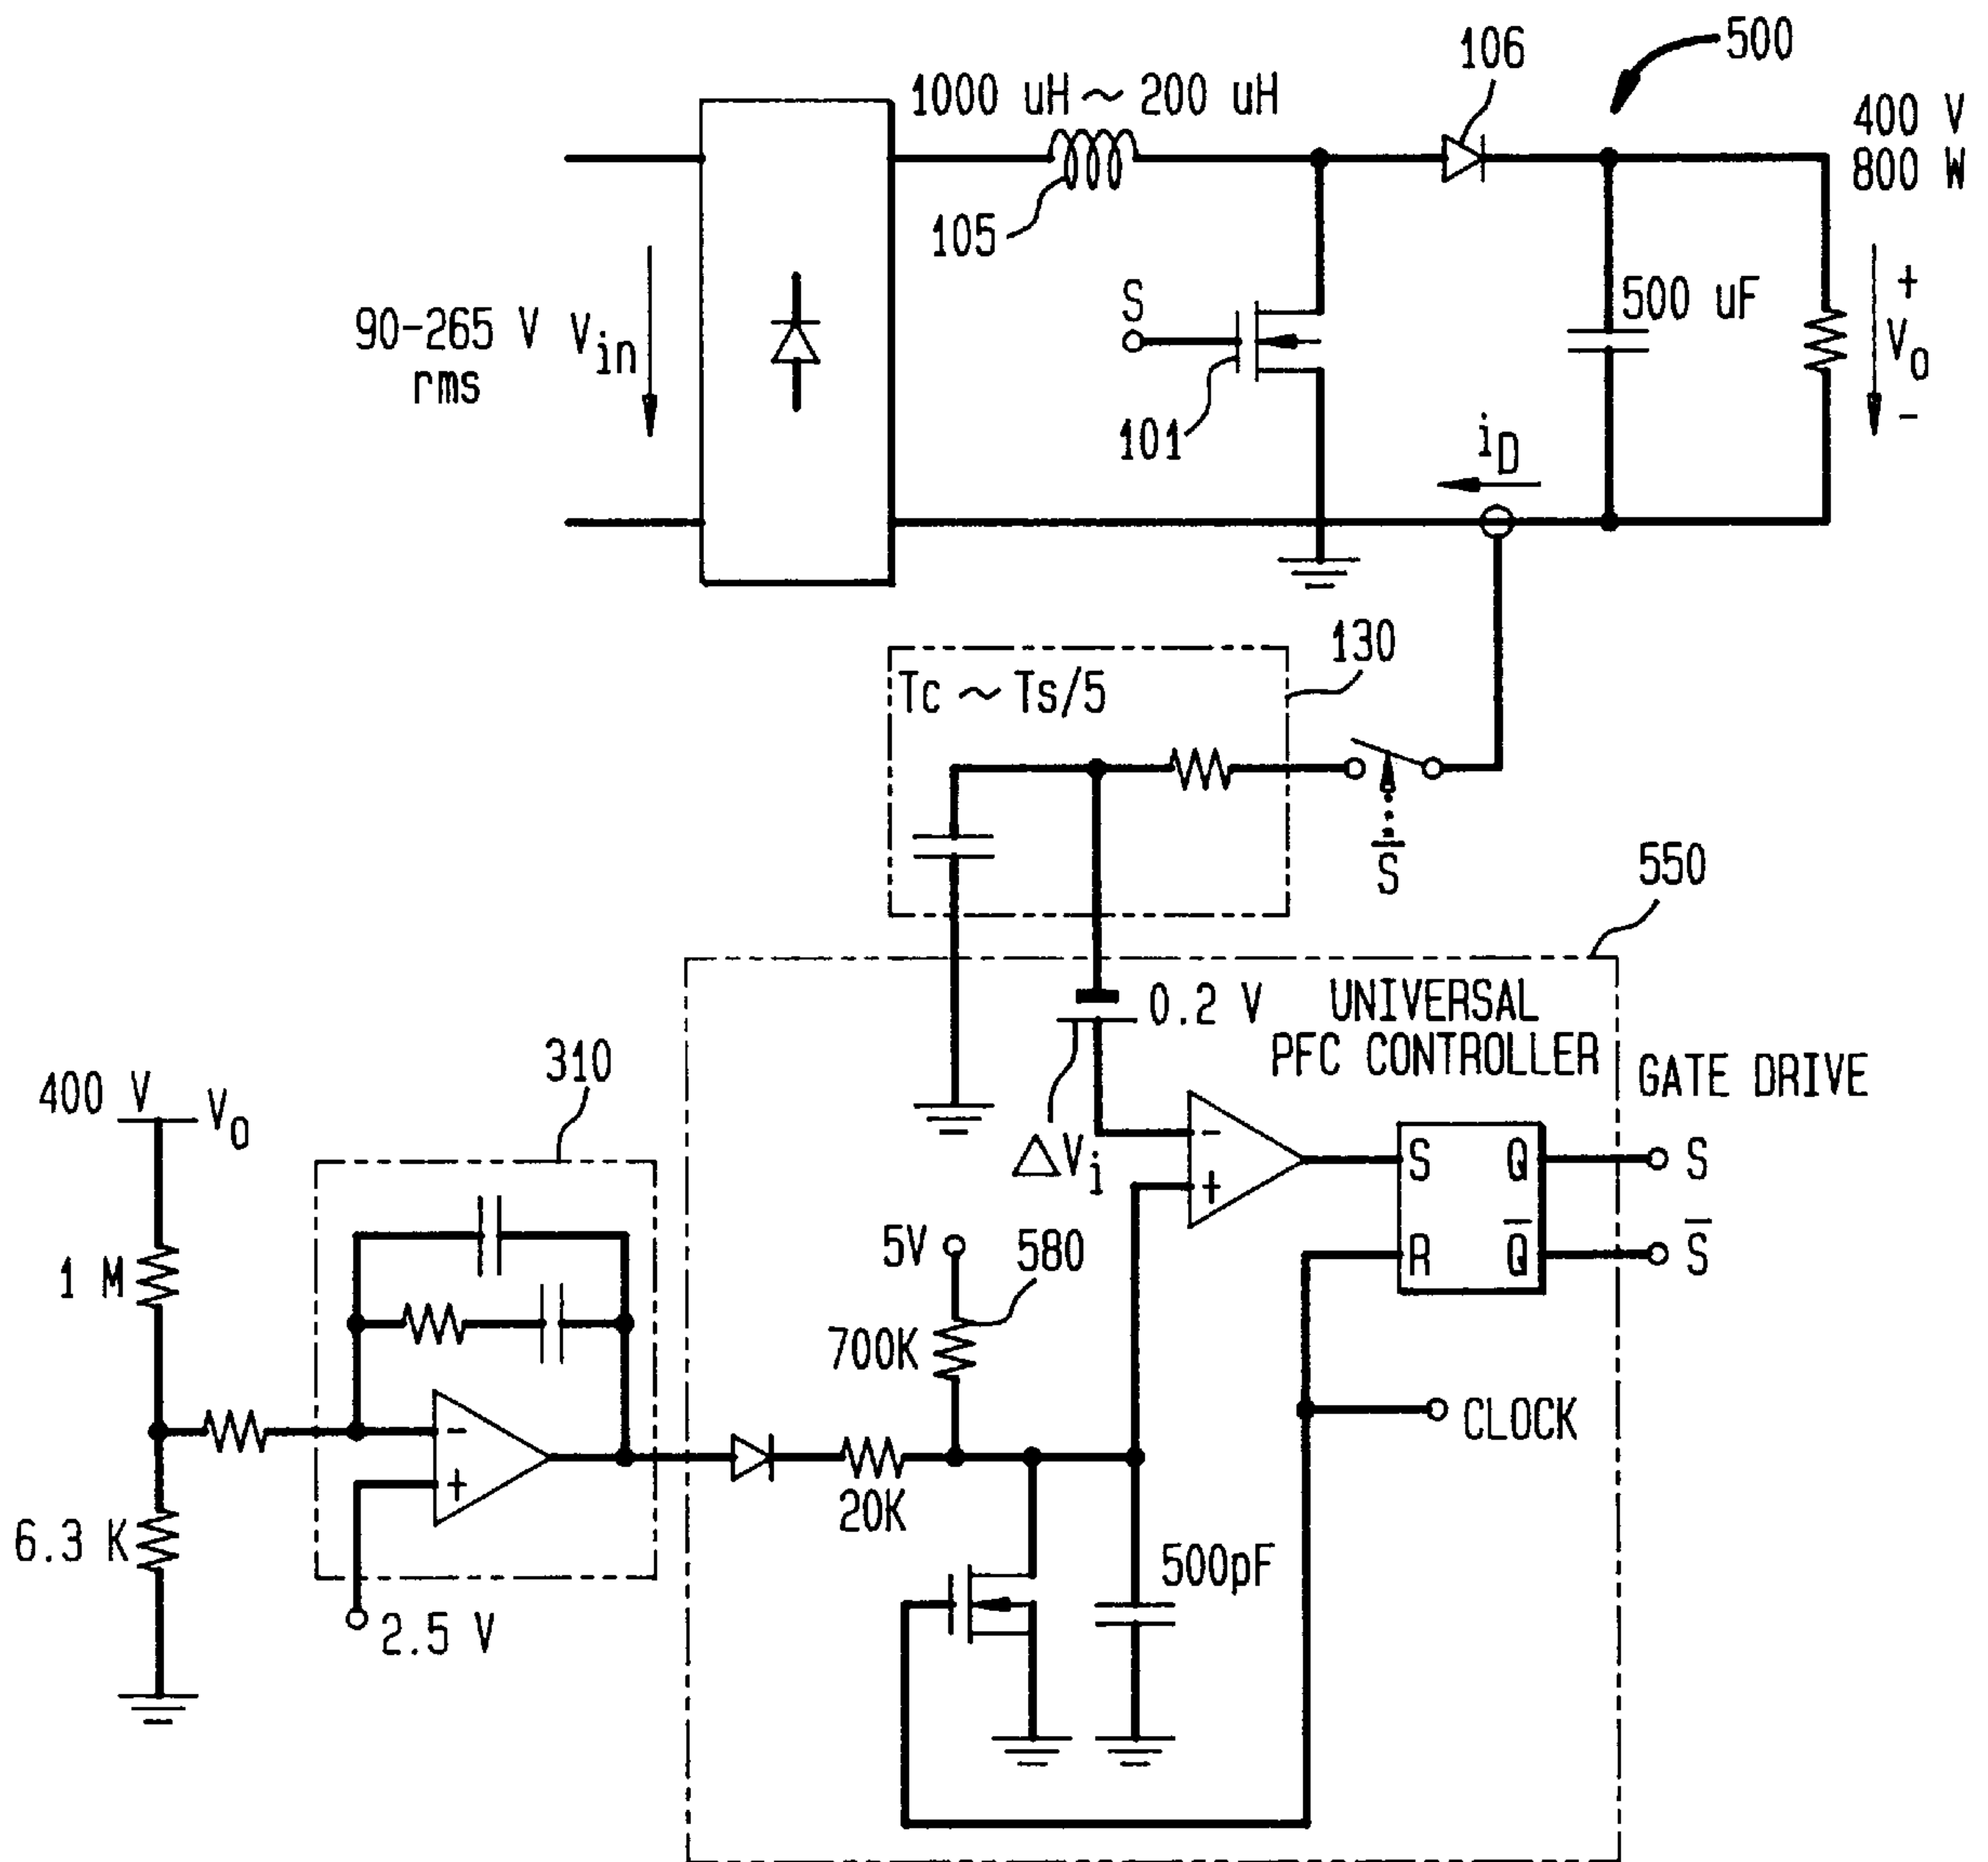 500
106
1000 uH ~ 200 uH
400 V
800 W
105
S
500 uF
+
V0
-
90-265 V Vin
rms
101
iD
130
Tc ~ Ts/5
S̅
550
0.2 V
UNIVERSAL
PFC CONTROLLER
GATE DRIVE
310
400 V V0
ΔVi
-
+
S Q
R Q̅
S
S̅
5V
580
1 M
700K
CLOCK
-
+
20K
6.3 K
500pF
2.5 V